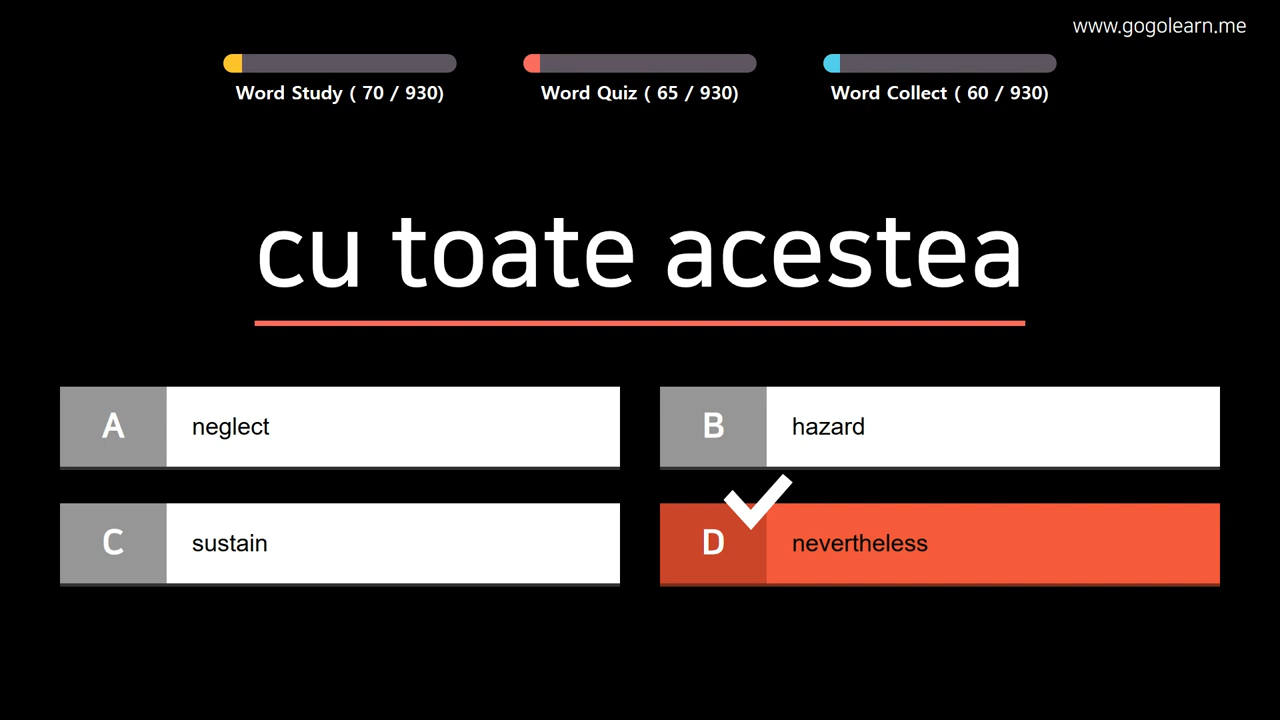 www.gogolearn.me
Word Study ( 70 / 930)
Word Quiz ( 65 / 930)
Word Collect ( 60 / 930)
cu toate acestea
A neglect
B hazard
C sustain
D nevertheless